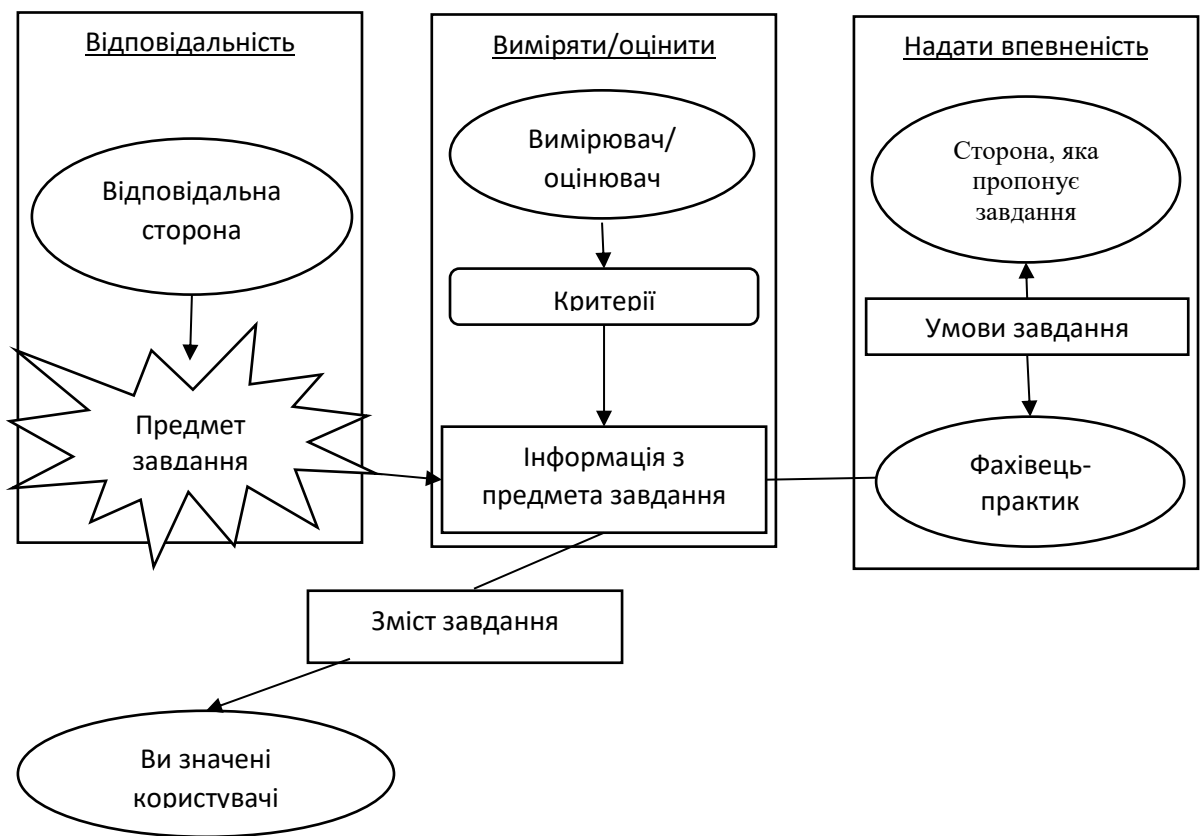 Відповідальність
Відповідальна
сторона
Предмет
завдання
Виміряти/оцінити
Вимірювач/
оцінювач
Критерії
Інформація з
предмета завдання
Надати впевненість
Сторона, яка
пропонує
завдання
Умови завдання
Фахівець-
практик
Зміст завдання
Ви значені
користувачі